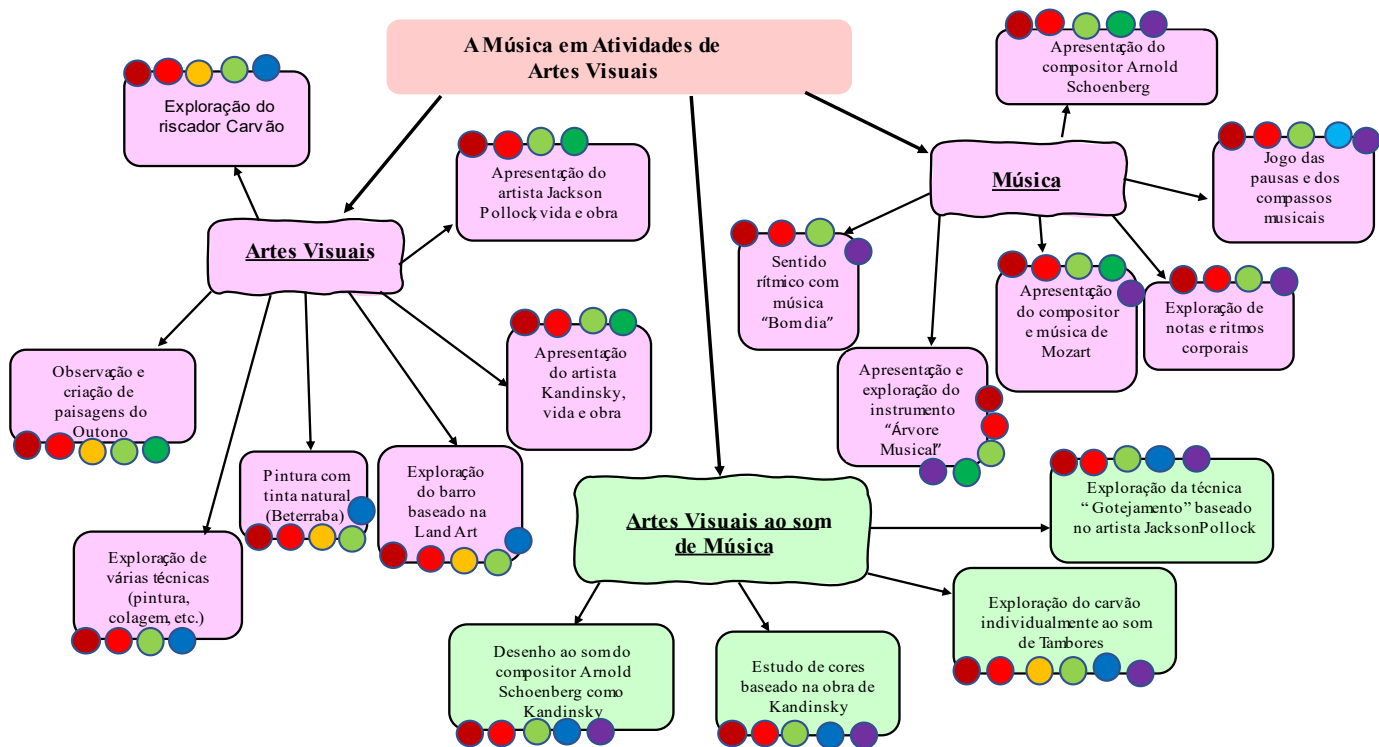 A Música em Atividades de
Artes Visuais
Exploração do
riscador Carvão
Apresentação do
artista Jackson
Pollock, vida e obra
Artes Visuais
Observação e
criação de
paisagens do
Outono
Exploração de
várias técnicas
(pintura,
colagem, etc.)
Pintura com
tinta natural
(Beterraba)
Exploração
do barro
baseado na
Land Art
Apresentação
do artista
Kandinsky,
vida e obra
Apresentação do
compositor Arnold
Schoenberg
Música
Jogo das
pausas e dos
compassos
musicais
Sentido
rítmico com
música
“Bom dia”
Apresentação e
exploração do
instrumento
“Árvore
Musical”
Apresentação
do compositor
e música de
Mozart
Exploração de
notas e ritmos
corporais
Artes Visuais ao som
de Música
Exploração da técnica
“ Gotejamento” baseado
no artista Jackson Pollock
Exploração do carvão
individualmente ao som
de Tambores
Desenho ao som do
compositor Arnold
Schoenberg como
Kandinsky
Estudo de cores
baseado na obra de
Kandinsky